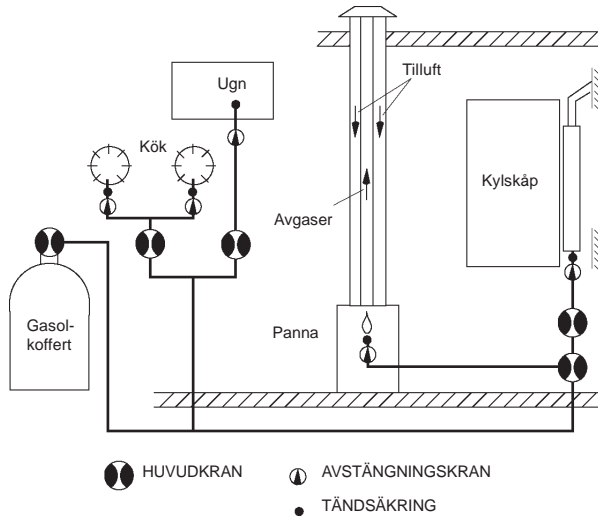 Ugn
Tilluft
Kök
Kylskåp
Avgaser
Gasol-
koffert
Panna
HUVUDKRAN
AVSTÄNGNINGSKRAN
TÄNDSÄKRING